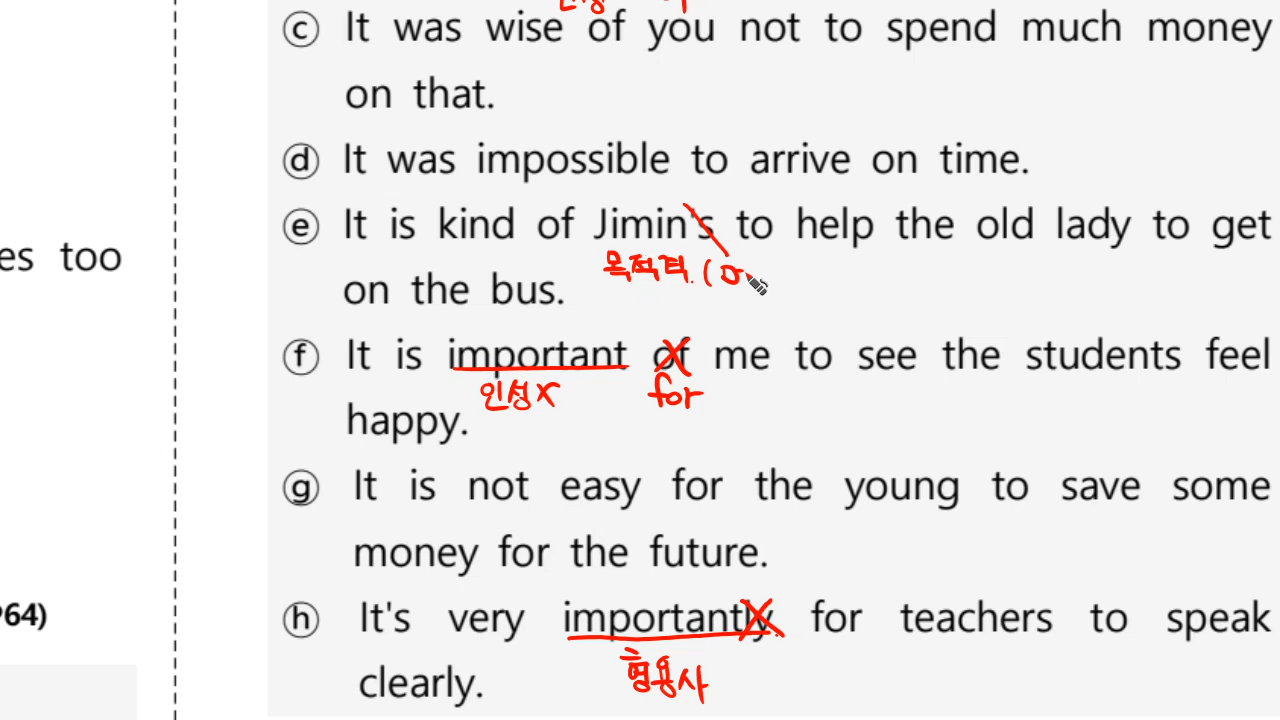 ⓒ It was wise of you not to spend much money
on that.
ⓓ It was impossible to arrive on time.
ⓔ It is kind of Jimin's to help the old lady to get
목적격. (
on the bus.
es too
ⓕ It is important of me to see the students feel
인성X for
happy.
ⓖ It is not easy for the young to save some
money for the future.
964)
ⓗ It's very importantly for teachers to speak
형용사
clearly.